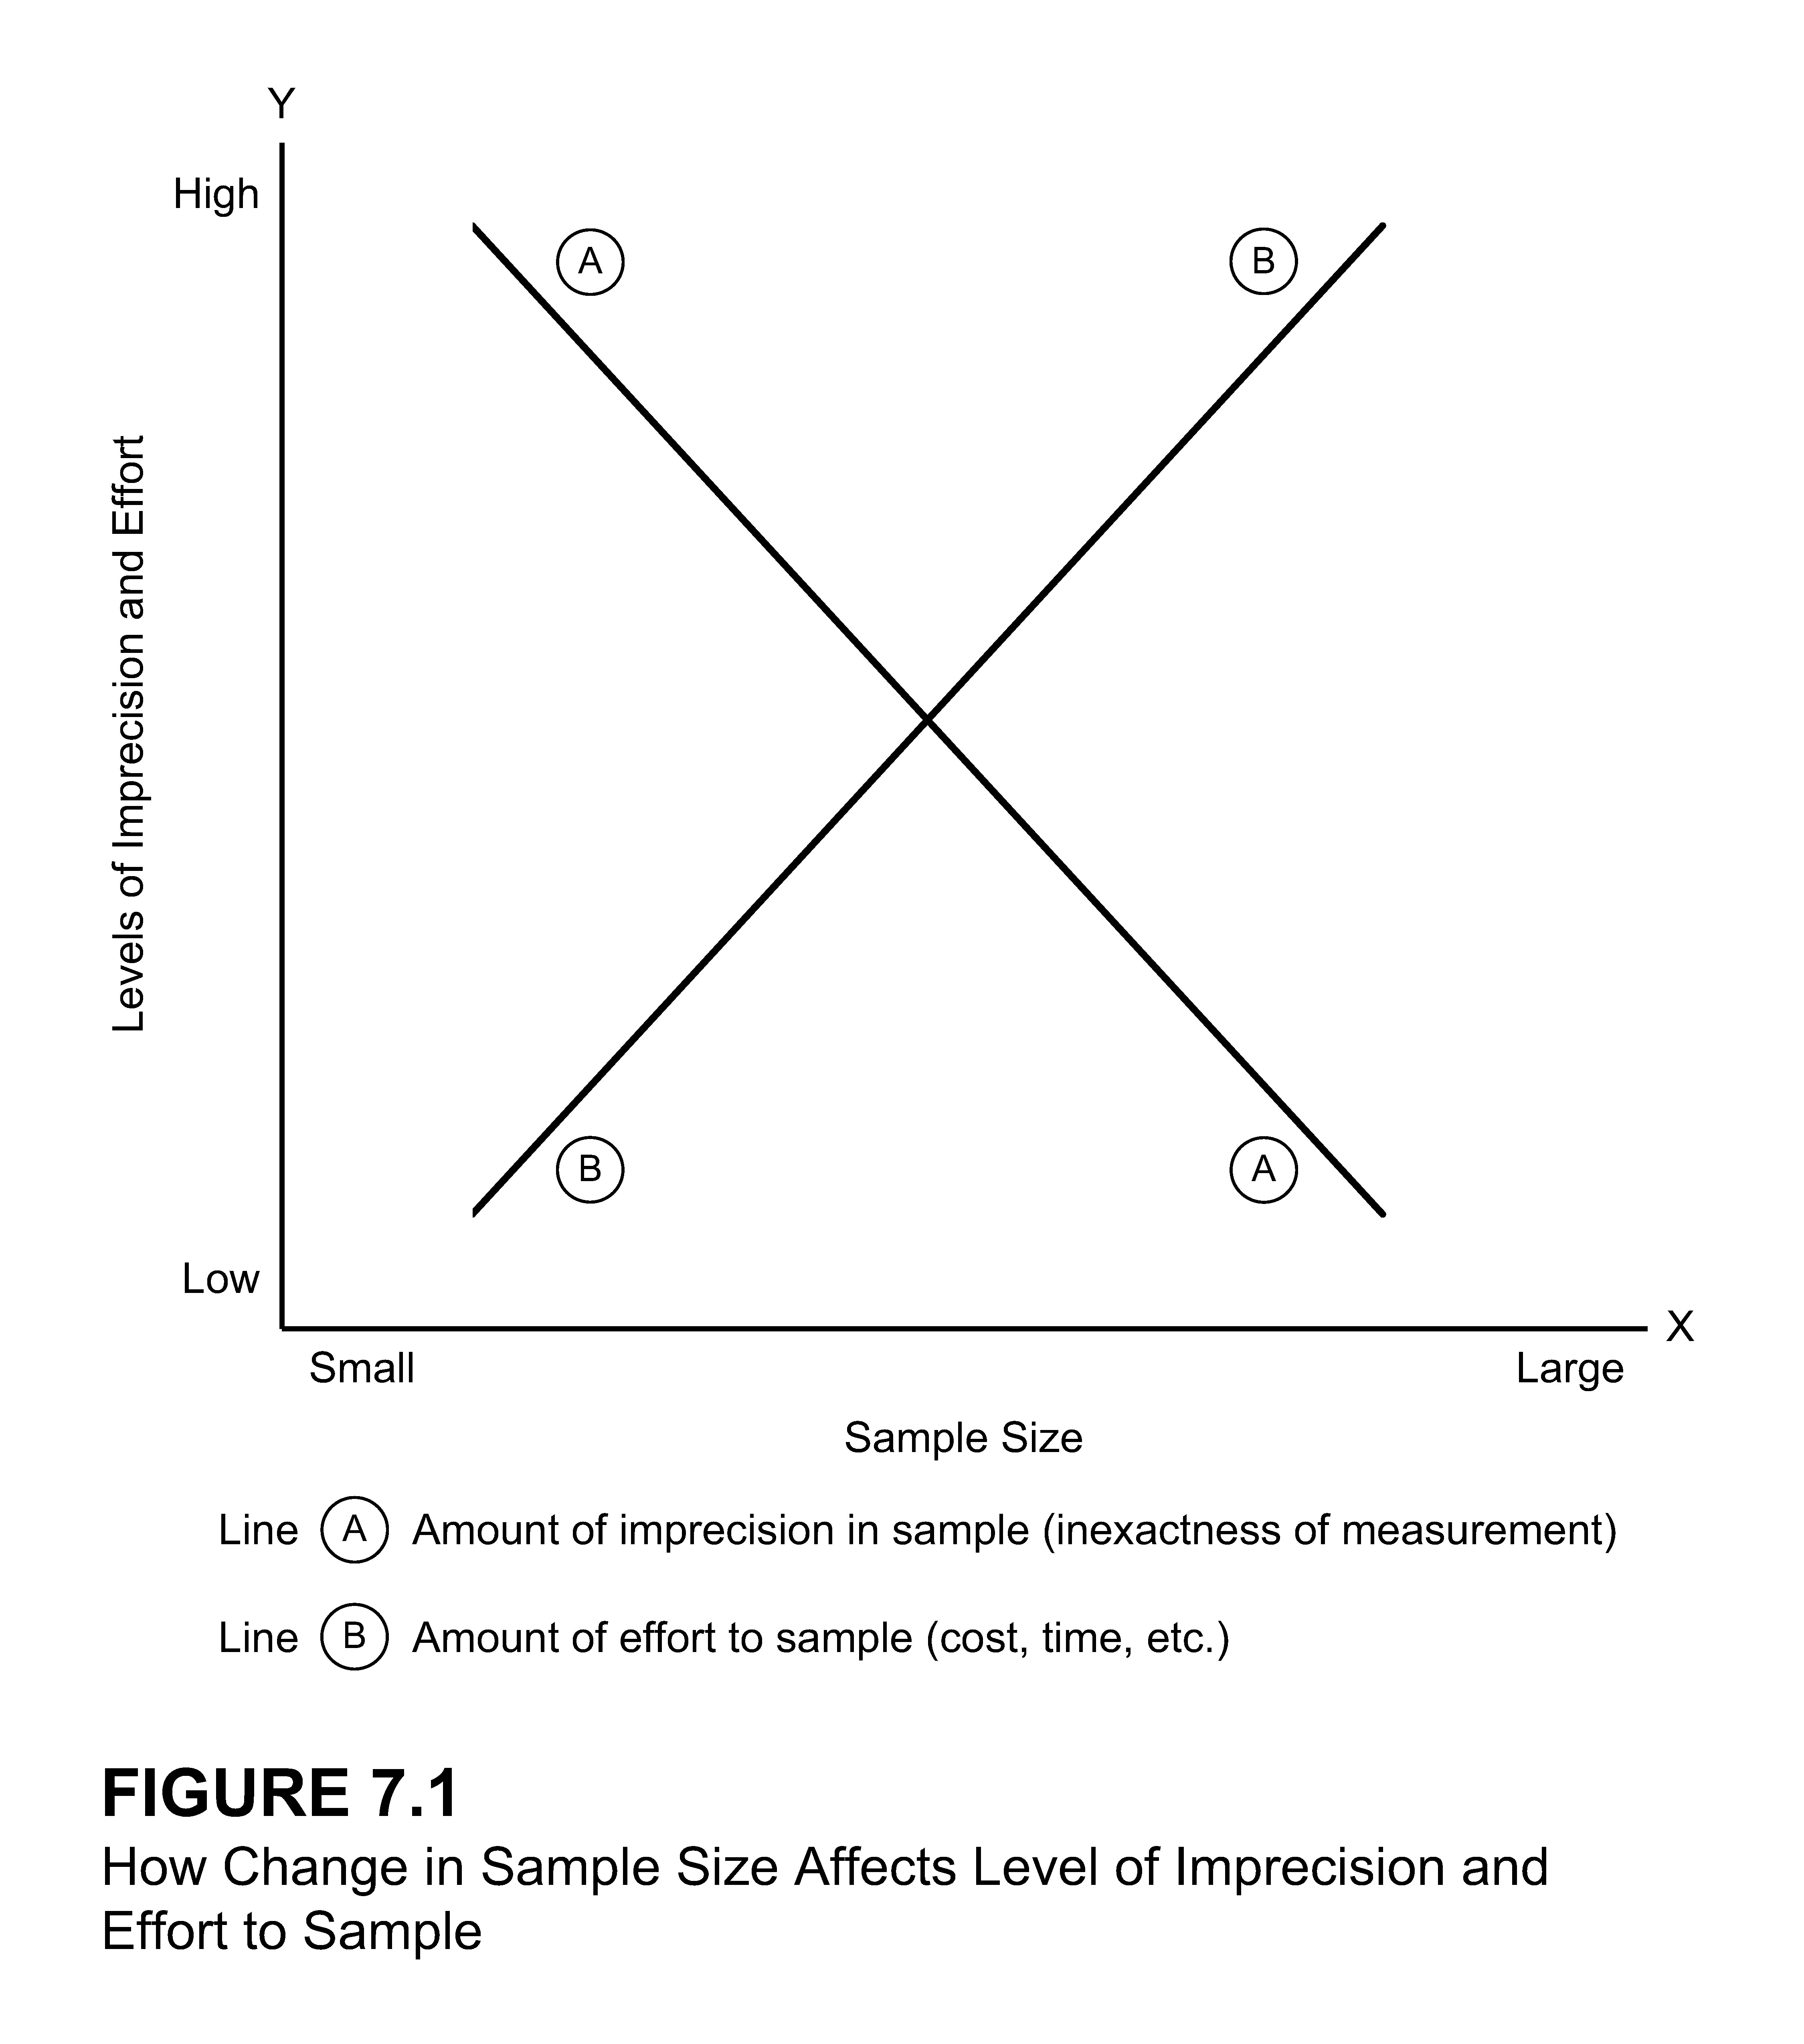 Y
High
A
B
Levels of Imprecision and Effort
B
A
Low
X
Small
Large
Sample Size
Line A Amount of imprecision in sample (inexactness of measurement)
Line B Amount of effort to sample (cost, time, etc.)
FIGURE 7.1
How Change in Sample Size Affects Level of Imprecision and
Effort to Sample